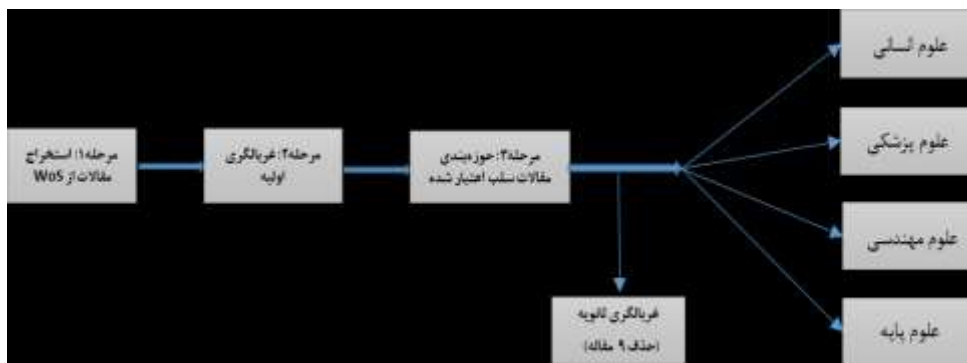 مرحله۱: استخراج
مقالات از WoS
مرحله۲: غربالگری
اولیه
مرحله۳: حوزه‌بندی
مقالات سلب اعتبار شده
غربالگری ثانویه
(حذف ۹ مقاله)
علوم انسانی
علوم پزشکی
علوم مهندسی
علوم پایه